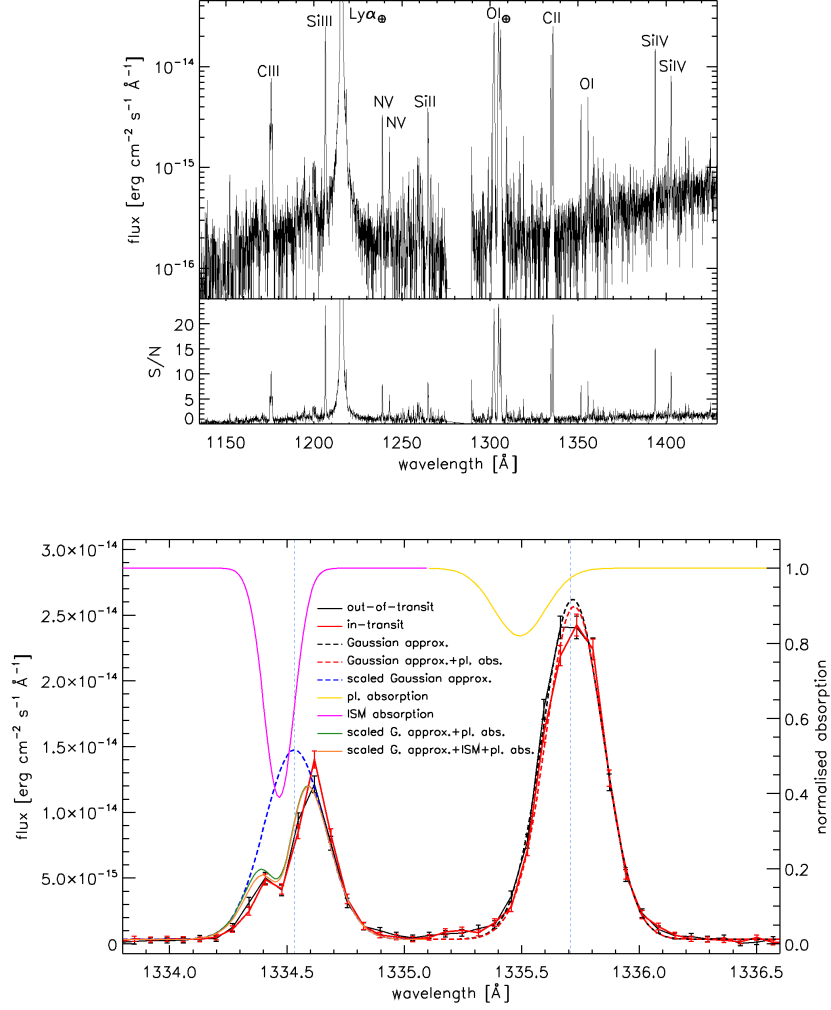 Lyα ⊕
OI ⊕
CII
SiIII
SiIV
SiIV
CIII
OI
NV
NV
SiII
10⁻¹⁴
10⁻¹⁵
10⁻¹⁶
flux [erg cm⁻² s⁻¹ Å⁻¹]
20
15
10
5
0
S/N
1150 1200 1250 1300 1350 1400
wavelength [Å]
3.0×10⁻¹⁴
2.5×10⁻¹⁴
2.0×10⁻¹⁴
1.5×10⁻¹⁴
1.0×10⁻¹⁴
5.0×10⁻¹⁵
0
flux [erg cm⁻² s⁻¹ Å⁻¹]
out-of-transit
in-transit
Gaussian approx.
Gaussian approx.+pl. abs.
scaled Gaussian approx.
pl. absorption
ISM absorption
scaled G. approx.+pl. abs.
scaled G. approx.+ISM+pl. abs.
1.0
0.8
0.6
0.4
0.2
0.0
normalised absorption
1334.0 1334.5 1335.0 1335.5 1336.0 1336.5
wavelength [Å]